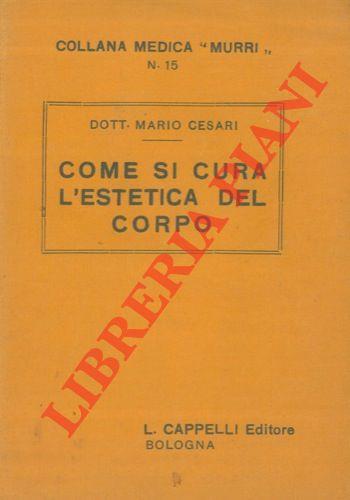 COLLANA MEDICA "MURRI„
N. 15
DOTT. MARIO CESARI
COME SI CURA
L'ESTETICA DEL
CORPO
LIBRERIA PIANI
L. CAPPELLI Editore
BOLOGNA